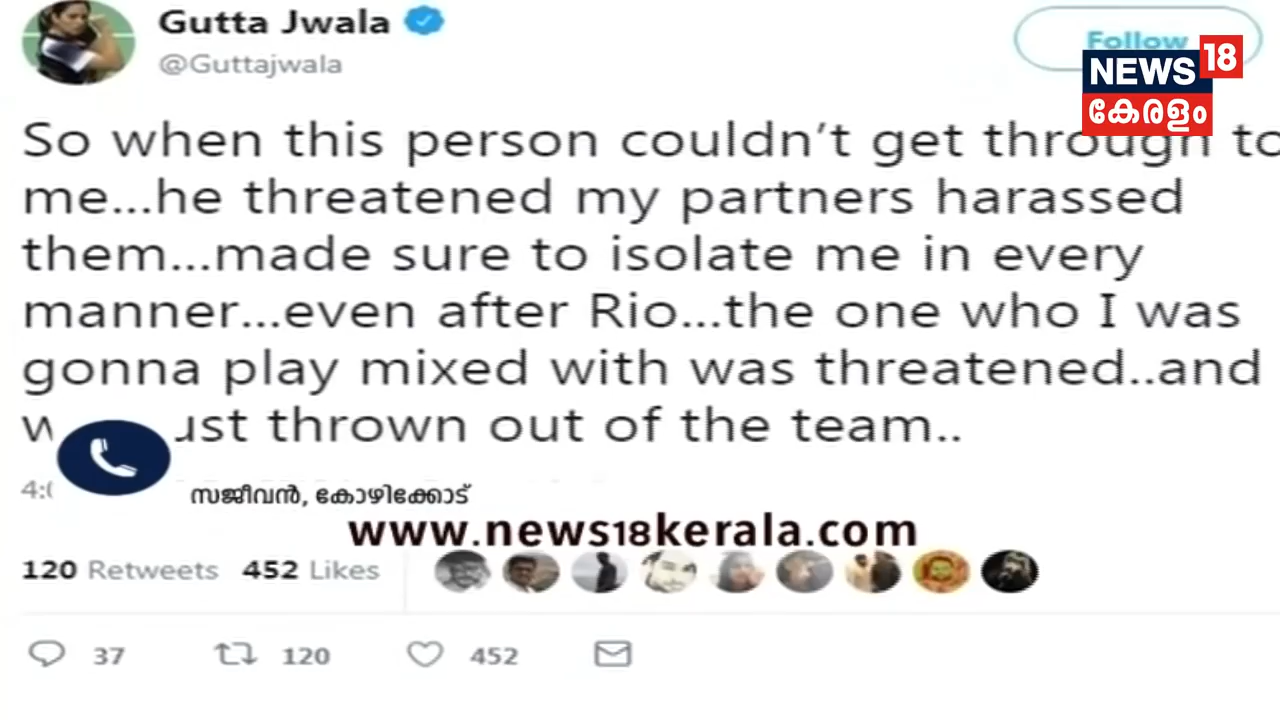 Gutta Jwala
@Guttajwala
Follow
NEWS 18
കേരളം
So when this person couldn't get through to
me...he threatened my partners harassed
them...made sure to isolate me in every
manner...even after Rio...the one who I was
gonna play mixed with was threatened..and
thrown out of the team..
സജീവൻ, കോഴിക്കോട്
www.news18kerala.com
120 Retweets 452 Likes
37 120 452